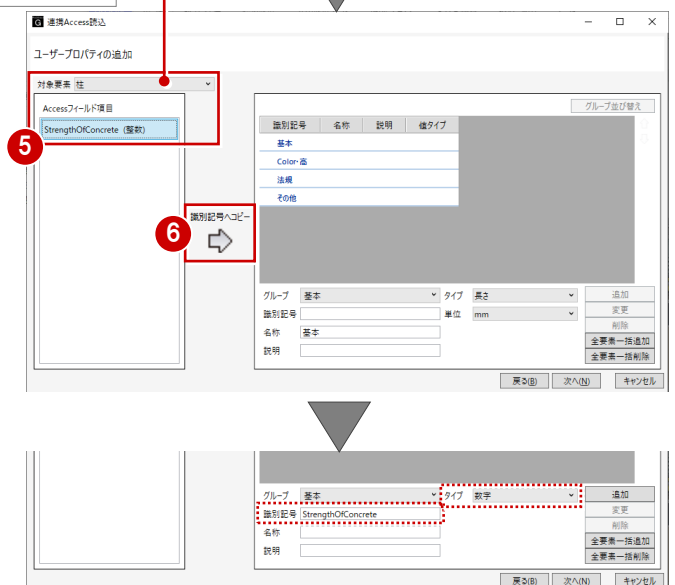 G 連携Access読込
ユーザープロパティの追加
対象要素 柱
Accessフィールド項目
StrengthOfConcrete（整数）
5
グループ並び替え
識別記号 名称 説明 値タイプ
基本
Color・高
法規
その他
識別記号へコピー
6
グループ 基本 タイプ 長さ 追加
識別記号 単位 mm 変更
名称 基本 削除
説明 全要素一括追加
全要素一括削除
戻る(B) 次へ(N) キャンセル
グループ 基本 タイプ 数字 追加
識別記号 StrengthOfConcrete 変更
名称 削除
説明 全要素一括追加
全要素一括削除
戻る(B) 次へ(N) キャンセル